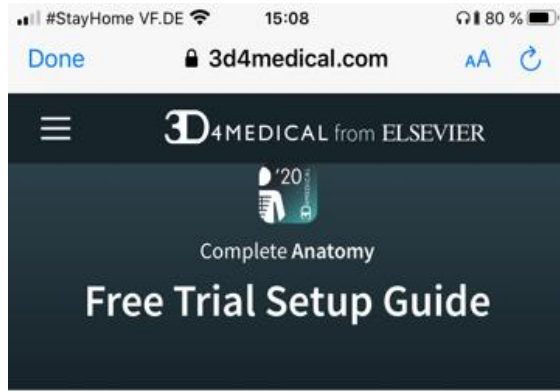 #StayHome VF.DE 15:08 80 %
Done 3d4medical.com AA
3D4MEDICAL from ELSEVIER
'20
3D4MEDICAL
Complete Anatomy
Free Trial Setup Guide